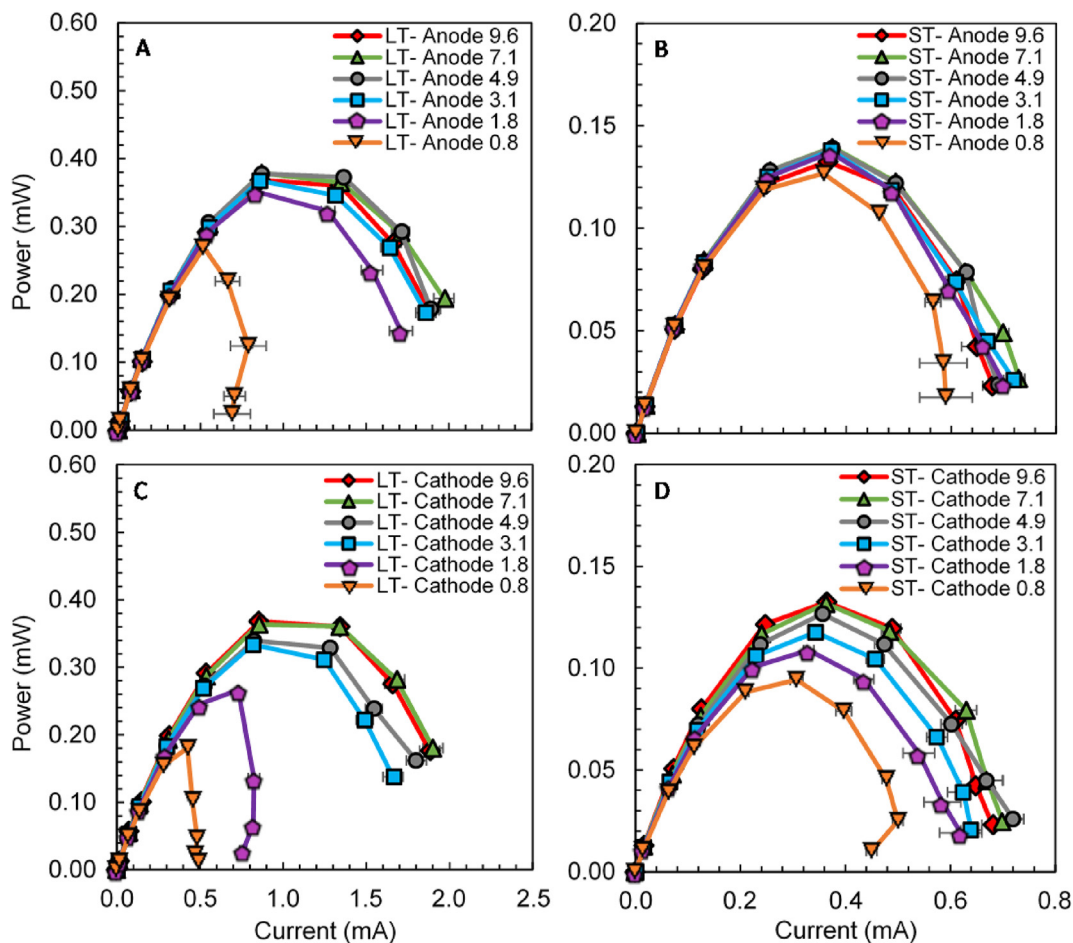 0.60
0.50
0.40
0.30
0.20
0.10
0.00
Power (mW)
A
LT- Anode 9.6
LT- Anode 7.1
LT- Anode 4.9
LT- Anode 3.1
LT- Anode 1.8
LT- Anode 0.8
0.20
0.15
0.10
0.05
0.00
B
ST- Anode 9.6
ST- Anode 7.1
ST- Anode 4.9
ST- Anode 3.1
ST- Anode 1.8
ST- Anode 0.8
0.60
0.50
0.40
0.30
0.20
0.10
0.00
Power (mW)
C
LT- Cathode 9.6
LT- Cathode 7.1
LT- Cathode 4.9
LT- Cathode 3.1
LT- Cathode 1.8
LT- Cathode 0.8
0.0 0.5 1.0 1.5 2.0 2.5
Current (mA)
0.20
0.15
0.10
0.05
0.00
D
ST- Cathode 9.6
ST- Cathode 7.1
ST- Cathode 4.9
ST- Cathode 3.1
ST- Cathode 1.8
ST- Cathode 0.8
0.0 0.2 0.4 0.6 0.8
Current (mA)